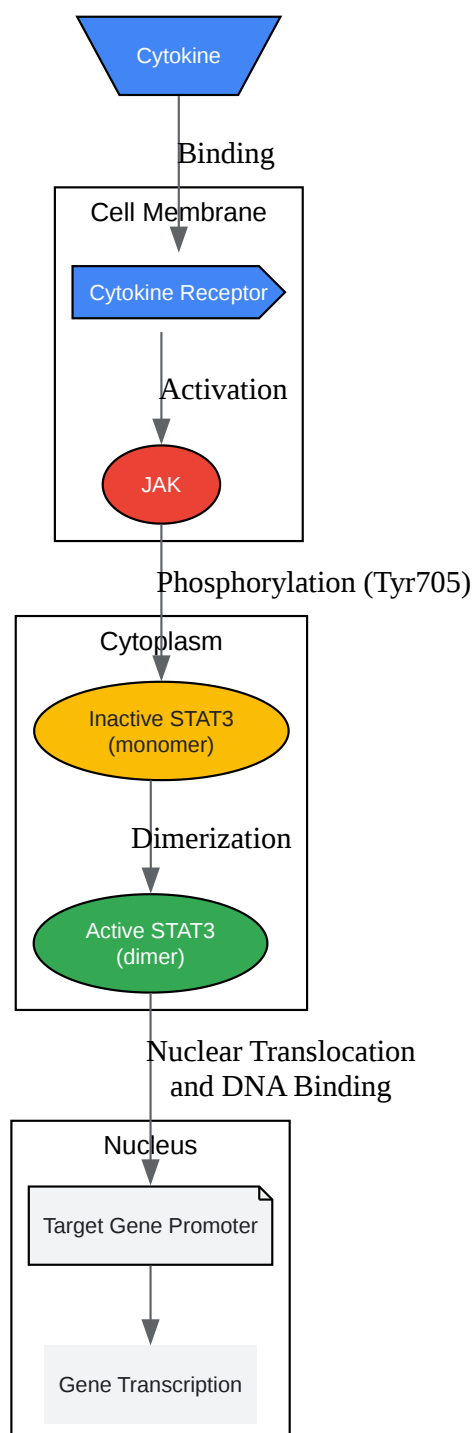 Cytokine
Binding
Cell Membrane
Cytokine Receptor
Activation
JAK
Phosphorylation (Tyr705)
Cytoplasm
Inactive STAT3
(monomer)
Dimerization
Active STAT3
(dimer)
Nuclear Translocation
and DNA Binding
Nucleus
Target Gene Promoter
Gene Transcription